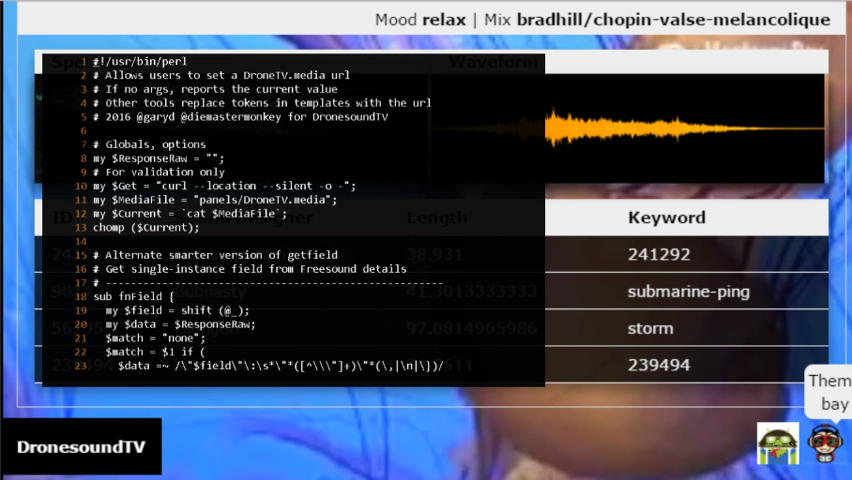 Mood relax | Mix bradhill/chopin-valse-melancolique
Waveform
1 #!/usr/bin/perl
2 # Allows users to set a DroneTV.media url
3 # If no args, reports the current value
4 # Other tools replace tokens in templates with the url
5 # 2016 @garyd @diemastermonkey for DronesoundTV
6
7 # Globals, options
8 my $ResponseRaw = "";
9 # For validation only
10 my $Get = "curl --location --silent -o -";
11 my $MediaFile = "panels/DroneTV.media";
12 my $Current = `cat $MediaFile`;
13 chomp ($Current);
14
15 # Alternate smarter version of getfield
16 # Get single-instance field from Freesound details
17 # --------------------------------------------------
18 sub fnField {
19 my $field = shift (@_);
20 my $data = $ResponseRaw;
21 $match = "none";
22 $match = $1 if (
23 $data =~ /\"$field\"\:\s*\"*([^\\\"]+)\"*(\,|\n|\})/
ID Length Keyword
38.931 241292
41.3013333333 submarine-ping
97.0814965986 storm
239494
Them
bay
DronesoundTV